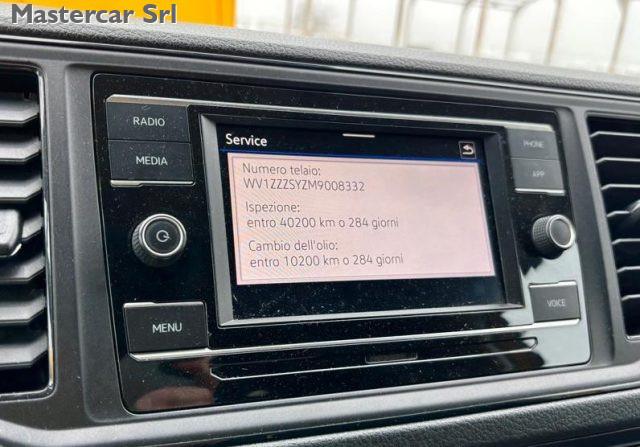 Mastercar Srl
RADIO
MEDIA
MENU
Service
Numero telaio:
WV1ZZZSYZM9008332
Ispezione:
entro 40200 km o 284 giorni
Cambio dell'olio:
entro 10200 km o 284 giorni
PHONE
APP
VOICE